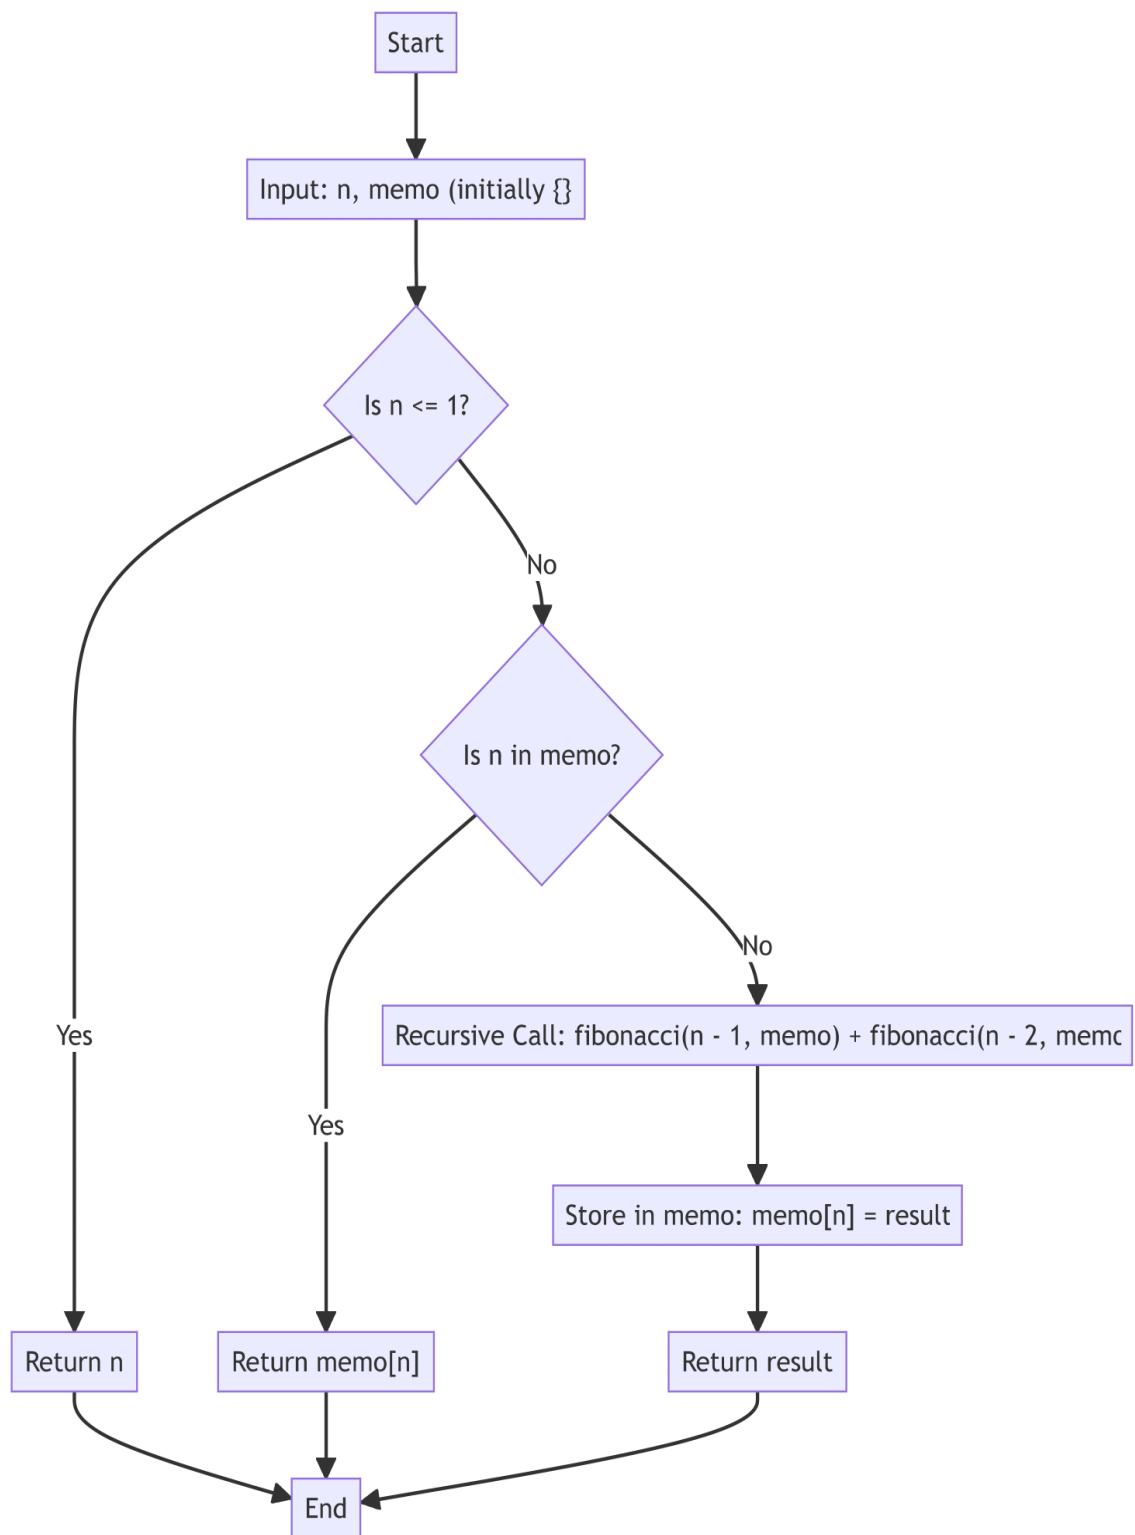 Start
Input: n, memo (initially {}
Is n <= 1?
No
Is n in memo?
No
Yes
Recursive Call: fibonacci(n - 1, memo) + fibonacci(n - 2, memo
Yes
Store in memo: memo[n] = result
Return n
Return memo[n]
Return result
End